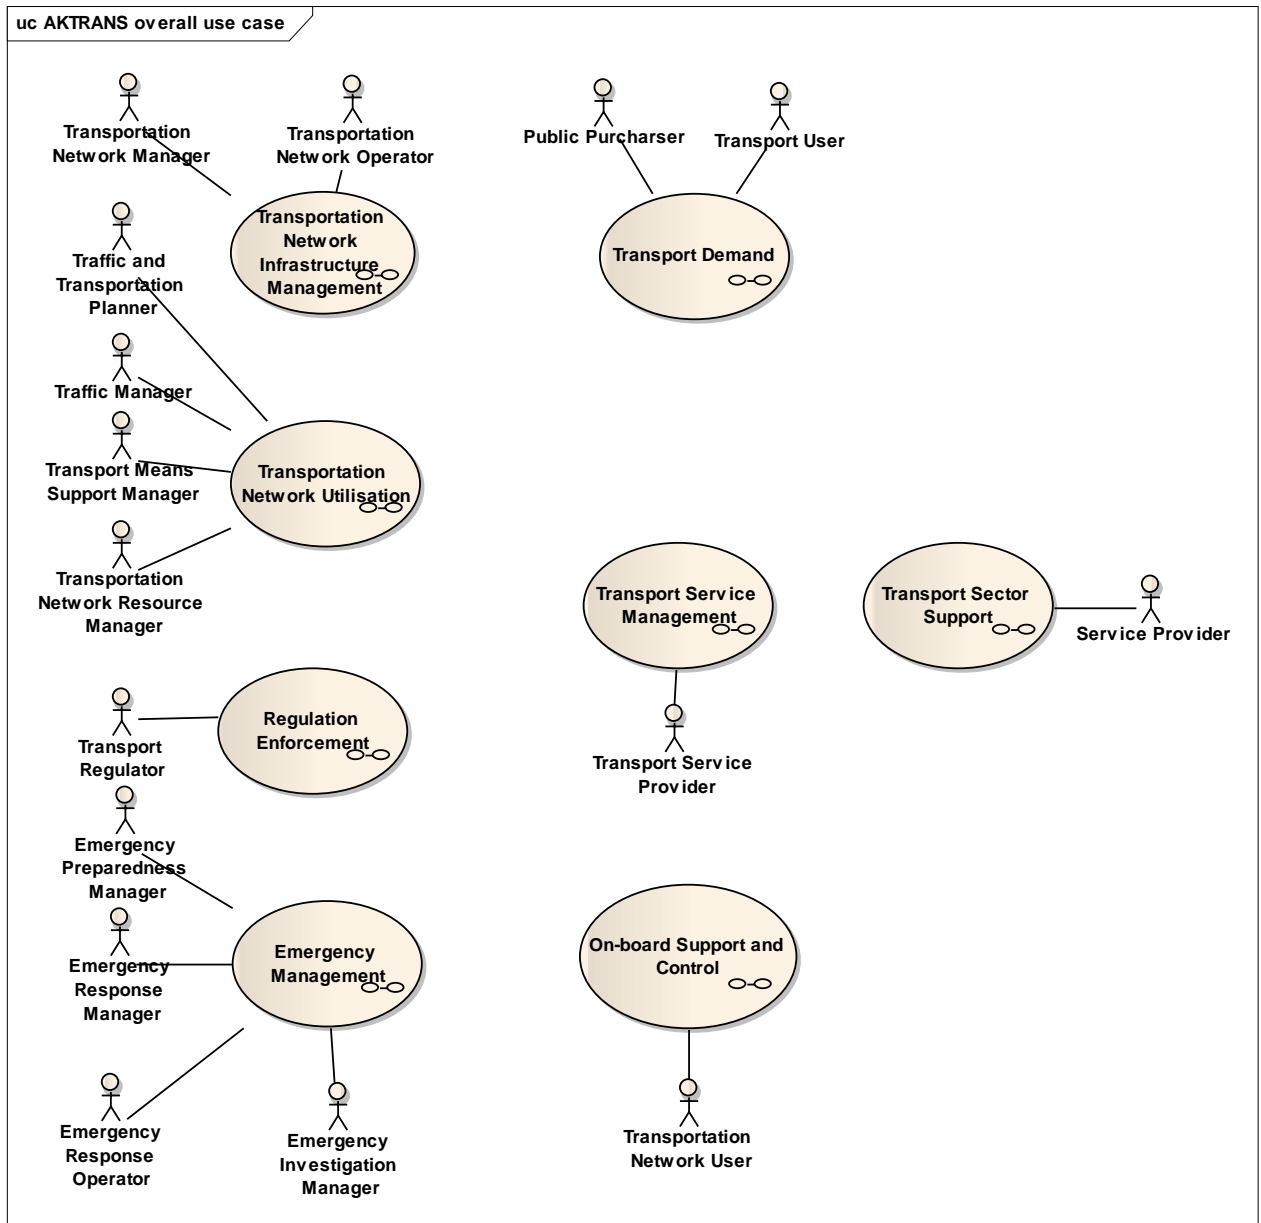 uc AKTRANS overall use case
Transportation
Network Manager
Transportation
Network Operator
Public Purcharser
Transport User
Transportation
Network
Infrastructure
Management
Transport Demand
Traffic and
Transportation
Planner
Traffic Manager
Transport Means
Support Manager
Transportation
Network Utilisation
Transportation
Network Resource
Manager
Transport Service
Management
Transport Sector
Support
Service Provider
Transport
Regulator
Regulation
Enforcement
Transport Service
Provider
Emergency
Preparedness
Manager
Emergency
Response
Manager
Emergency
Management
On-board Support and
Control
Emergency
Response
Operator
Emergency
Investigation
Manager
Transportation
Network User